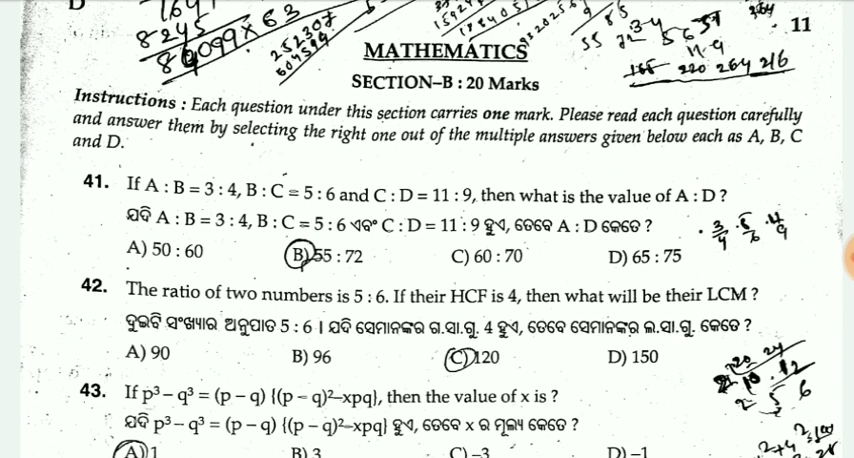 11
MATHEMATICS
SECTION–B : 20 Marks
Instructions : Each question under this section carries one mark. Please read each question carefully
and answer them by selecting the right one out of the multiple answers given below each as A, B, C
and D.
41. If A : B = 3 : 4, B : C = 5 : 6 and C : D = 11 : 9, then what is the value of A : D ?
ଯଦି A : B = 3 : 4, B : C = 5 : 6 ଏବଂ C : D = 11 : 9 ହୁଏ, ତେବେ A : D କେତେ ?
A) 50 : 60 B) 55 : 72 C) 60 : 70 D) 65 : 75
42. The ratio of two numbers is 5 : 6. If their HCF is 4, then what will be their LCM ?
ଦୁଇଟି ସଂଖ୍ୟାର ଅନୁପାତ 5 : 6 । ଯଦି ସେମାନଙ୍କର ଗ.ସା.ଗୁ. 4 ହୁଏ, ତେବେ ସେମାନଙ୍କର ଲ.ସା.ଗୁ. କେତେ ?
A) 90 B) 96 C) 120 D) 150
43. If p³ – q³ = (p – q) {(p – q)²–xpq}, then the value of x is ?
ଯଦି p³ – q³ = (p – q) {(p – q)²–xpq} ହୁଏ, ତେବେ x ର ମୂଲ୍ୟ କେତେ ?
A) 1 B) 3 C) –3 D) –1